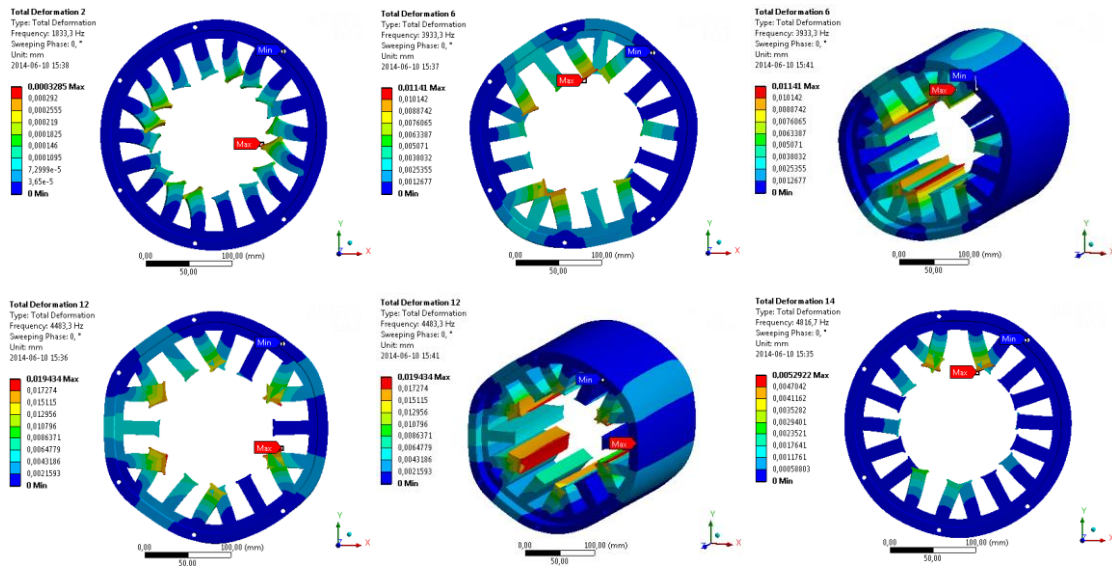 Total Deformation 2
Type: Total Deformation
Frequency: 1833,3 Hz
Sweeping Phase: 0, °
Unit: mm
2014-06-10 15:38
0.0003285 Max
0,000292
0,0002555
0,000219
0,0001825
0,000146
0,0001095
7,2999e-5
3,65e-5
0 Min
Min
Max
0,00
100,00 (mm)
50,00
Y
X
Z
Total Deformation 6
Type: Total Deformation
Frequency: 3933,3 Hz
Sweeping Phase: 0, °
Unit: mm
2014-06-10 15:37
0,01141 Max
0,010142
0,0088742
0,0076065
0,0063387
0,005071
0,0038032
0,0025355
0,0012677
0 Min
Min
Max
0,00
100,00 (mm)
50,00
Y
X
Z
Total Deformation 6
Type: Total Deformation
Frequency: 3933,3 Hz
Sweeping Phase: 0, °
Unit: mm
2014-06-10 15:41
0,01141 Max
0,010142
0,0088742
0,0076065
0,0063387
0,005071
0,0038032
0,0025355
0,0012677
0 Min
Min
Max
0,00
100,00 (mm)
50,00
Y
X
Z
Total Deformation 12
Type: Total Deformation
Frequency: 4483,3 Hz
Sweeping Phase: 0, °
Unit: mm
2014-06-10 15:36
0,019434 Max
0,017274
0,015115
0,012956
0,010796
0,0086371
0,0064779
0,0043186
0,0021593
0 Min
Min
Max
0,00
100,00 (mm)
50,00
Y
X
Z
Total Deformation 12
Type: Total Deformation
Frequency: 4483,3 Hz
Sweeping Phase: 0, °
Unit: mm
2014-06-10 15:41
0,019434 Max
0,017274
0,015115
0,012956
0,010796
0,0086371
0,0064779
0,0043186
0,0021593
0 Min
Min
Max
0,00
100,00 (mm)
50,00
Y
X
Z
Total Deformation 14
Type: Total Deformation
Frequency: 4816,7 Hz
Sweeping Phase: 0, °
Unit: mm
2014-06-10 15:35
0,0052922 Max
0,0047042
0,0041162
0,0035282
0,0029401
0,0023521
0,0017641
0,0011761
0,00058803
0 Min
Min
Max
0,00
100,00 (mm)
50,00
Y
X
Z